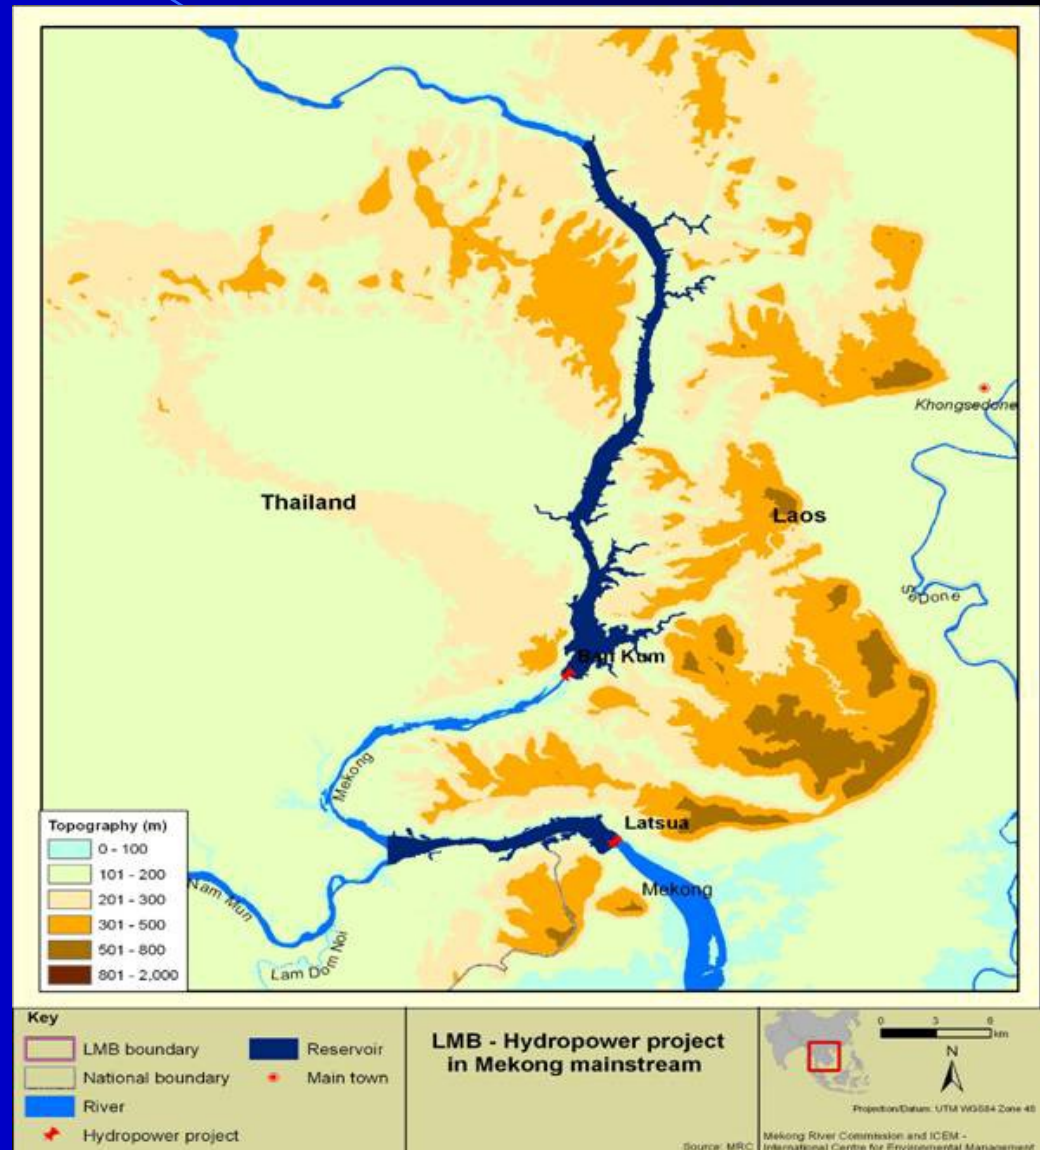 Khongsedone
Thailand
Laos
SeDone
Ban Kum
Mekong
Latsua
Mekong
Nam Mun
Lam Dom Noi
Topography (m)
0 - 100
101 - 200
201 - 300
301 - 500
501 - 800
801 - 2,000
Key
LMB boundary
National boundary
River
Hydropower project
Reservoir
Main town
LMB - Hydropower project
in Mekong mainstream
Source: MRC
0 3 6
km
N
Projection/Datum: UTM WGS84 Zone 48
Mekong River Commission and ICEM -
International Centre for Environmental Management